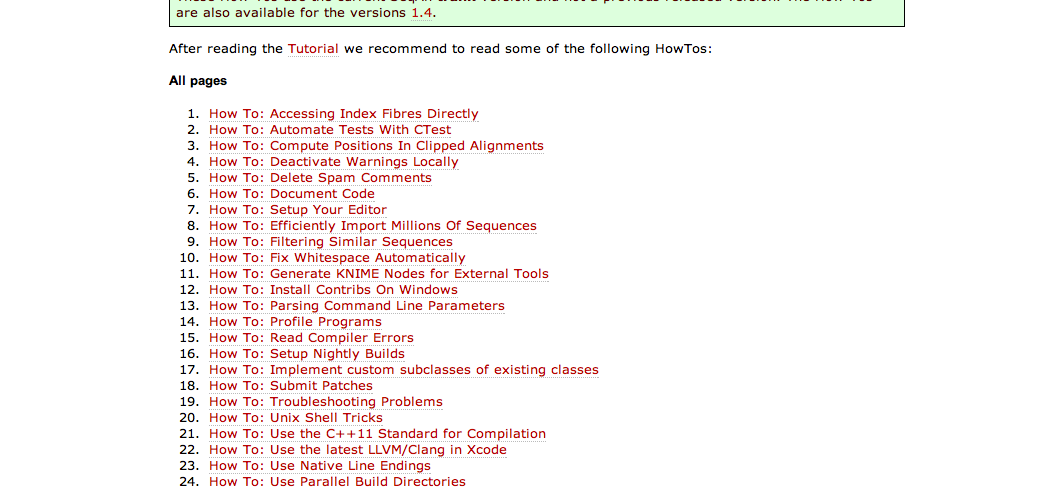 are also available for the versions 1.4.
After reading the Tutorial we recommend to read some of the following HowTos:
All pages
1. How To: Accessing Index Fibres Directly
2. How To: Automate Tests With CTest
3. How To: Compute Positions In Clipped Alignments
4. How To: Deactivate Warnings Locally
5. How To: Delete Spam Comments
6. How To: Document Code
7. How To: Setup Your Editor
8. How To: Efficiently Import Millions Of Sequences
9. How To: Filtering Similar Sequences
10. How To: Fix Whitespace Automatically
11. How To: Generate KNIME Nodes for External Tools
12. How To: Install Contribs On Windows
13. How To: Parsing Command Line Parameters
14. How To: Profile Programs
15. How To: Read Compiler Errors
16. How To: Setup Nightly Builds
17. How To: Implement custom subclasses of existing classes
18. How To: Submit Patches
19. How To: Troubleshooting Problems
20. How To: Unix Shell Tricks
21. How To: Use the C++11 Standard for Compilation
22. How To: Use the latest LLVM/Clang in Xcode
23. How To: Use Native Line Endings
24. How To: Use Parallel Build Directories